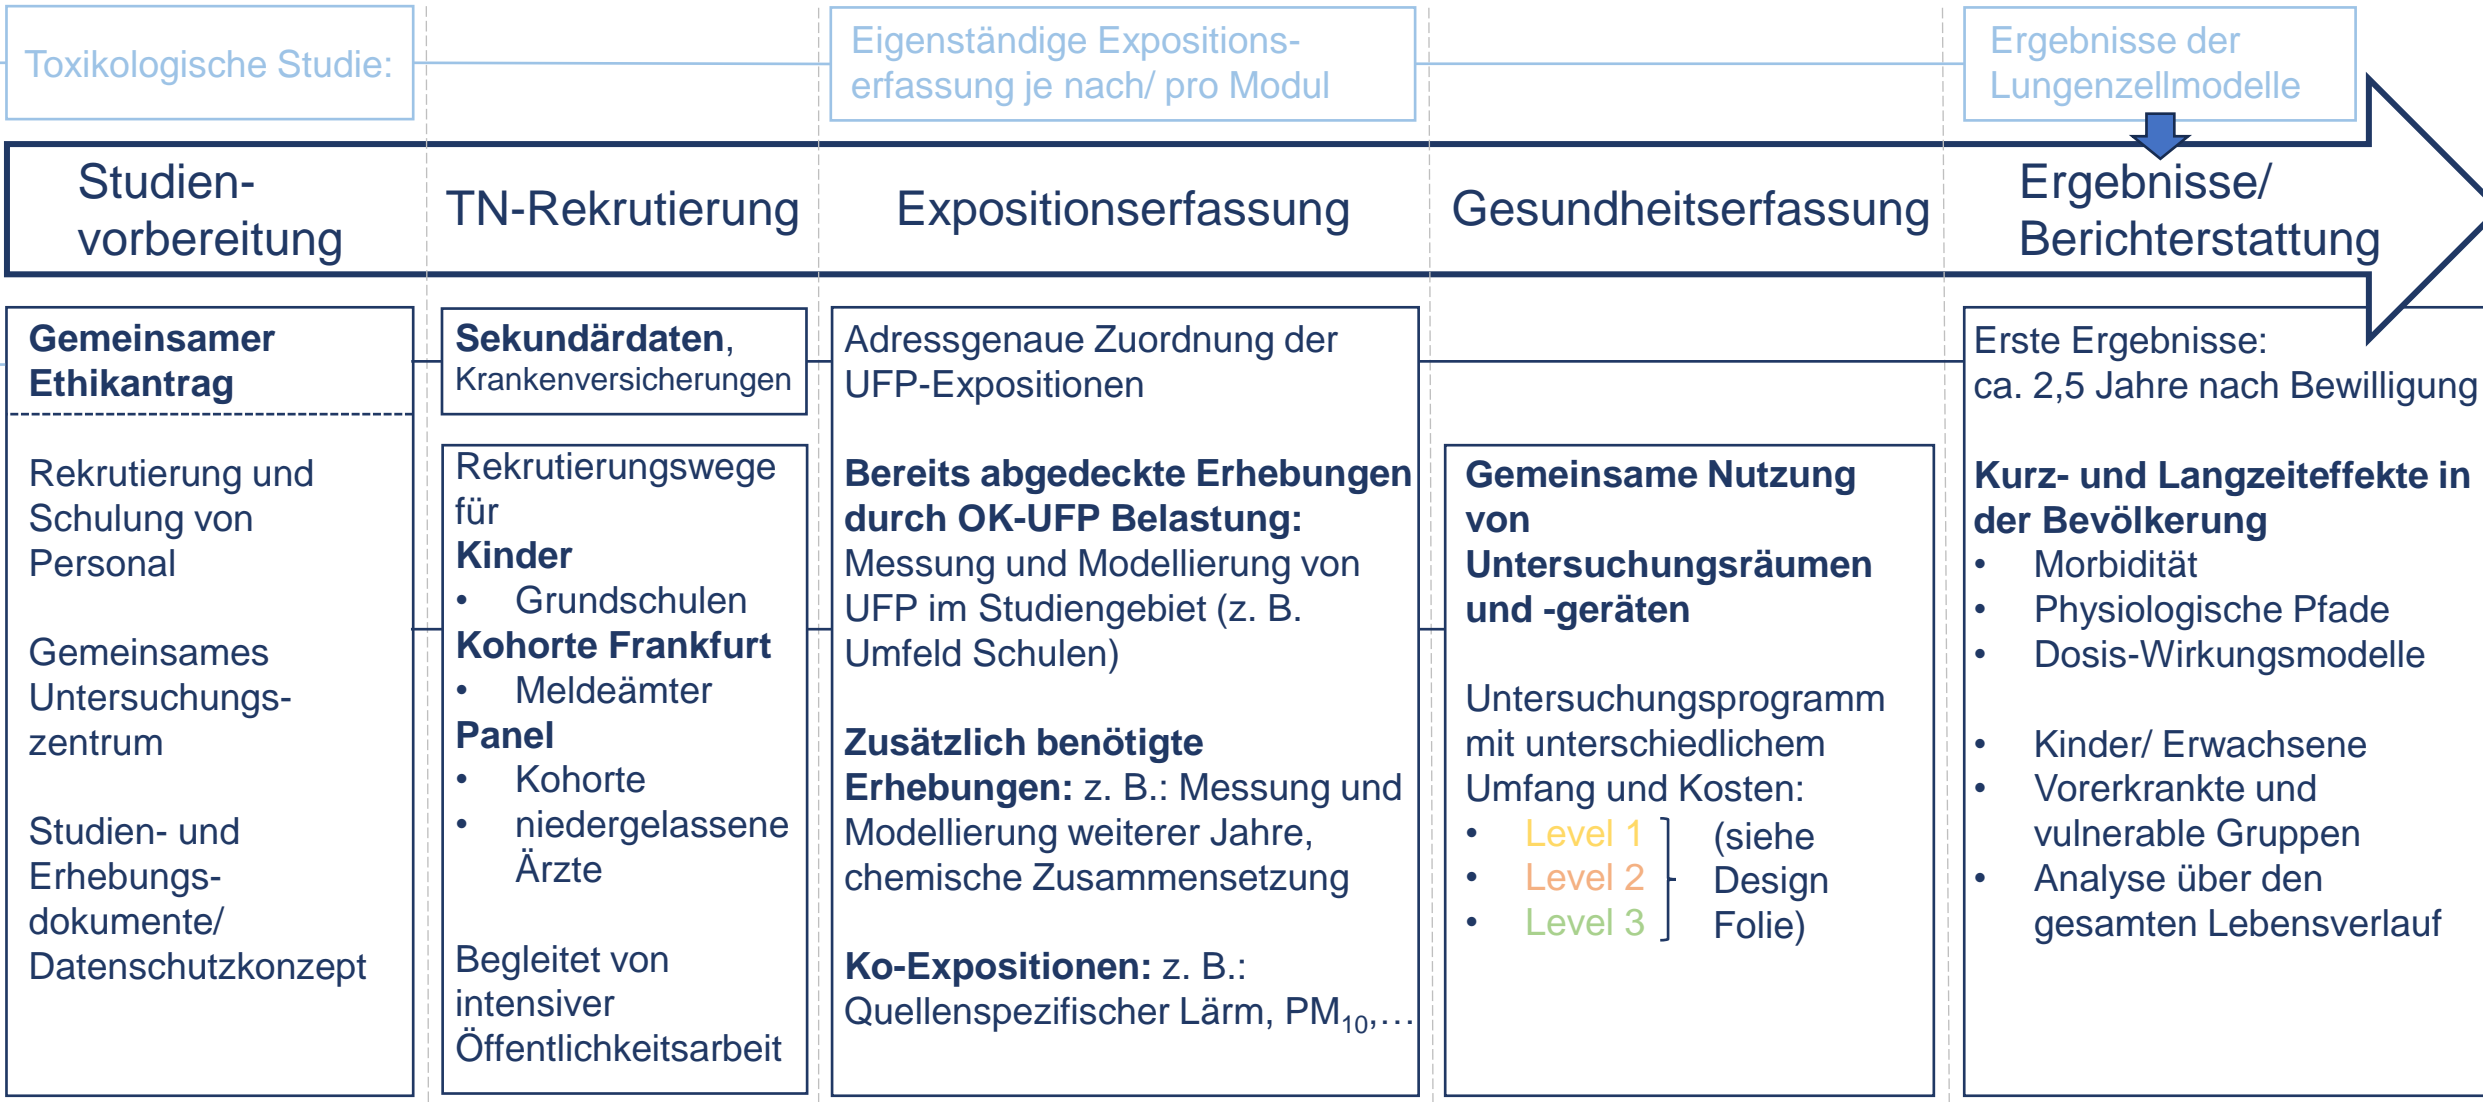 Toxikologische Studie:
Eigenständige Expositions-
erfassung je nach/ pro Modul
Ergebnisse der
Lungenzellmodelle
Studien-
vorbereitung
TN-Rekrutierung
Expositionserfassung
Gesundheitserfassung
Ergebnisse/
Berichterstattung
Gemeinsamer
Ethikantrag
Rekrutierung und
Schulung von
Personal
Gemeinsames
Untersuchungs-
zentrum
Studien- und
Erhebungs-
dokumente/
Datenschutzkonzept
Sekundärdaten,
Krankenversicherungen
Rekrutierungswege
für
Kinder
• Grundschulen
Kohorte Frankfurt
• Meldeämter
Panel
• Kohorte
• niedergelassene
Ärzte
Begleitet von
intensiver
Öffentlichkeitsarbeit
Adressgenaue Zuordnung der
UFP-Expositionen
Bereits abgedeckte Erhebungen
durch OK-UFP Belastung:
Messung und Modellierung von
UFP im Studiengebiet (z. B.
Umfeld Schulen)
Zusätzlich benötigte
Erhebungen: z. B.: Messung und
Modellierung weiterer Jahre,
chemische Zusammensetzung
Ko-Expositionen: z. B.:
Quellenspezifischer Lärm, PM₁₀,…
Gemeinsame Nutzung
von
Untersuchungsräumen
und -geräten
Untersuchungsprogramm
mit unterschiedlichem
Umfang und Kosten:
• Level 1
• Level 2
• Level 3
(siehe
Design
Folie)
Erste Ergebnisse:
ca. 2,5 Jahre nach Bewilligung
Kurz- und Langzeiteffekte in
der Bevölkerung
• Morbidität
• Physiologische Pfade
• Dosis-Wirkungsmodelle
• Kinder/ Erwachsene
• Vorerkrankte und
vulnerable Gruppen
• Analyse über den
gesamten Lebensverlauf